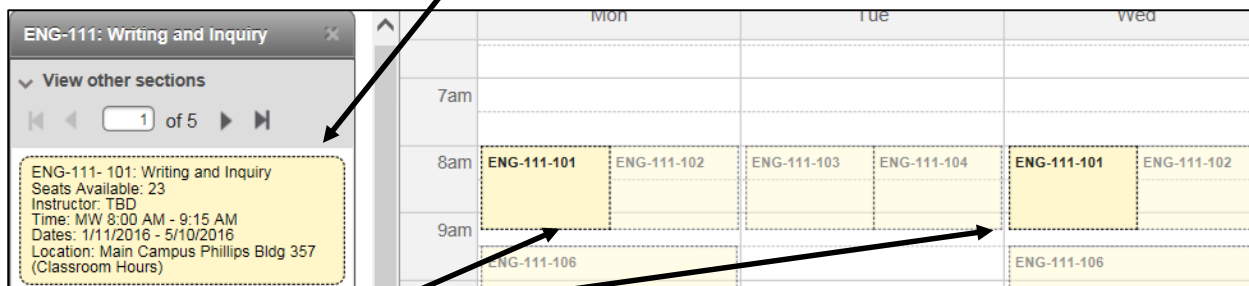 ENG-111: Writing and Inquiry ×
View other sections
1 of 5
ENG-111- 101: Writing and Inquiry
Seats Available: 23
Instructor: TBD
Time: MW 8:00 AM - 9:15 AM
Dates: 1/11/2016 - 5/10/2016
Location: Main Campus Phillips Bldg 357
(Classroom Hours)
Mon Tue Wed
7am
8am ENG-111-101 ENG-111-102 ENG-111-103 ENG-111-104 ENG-111-101 ENG-111-102
9am
ENG-111-106 ENG-111-106